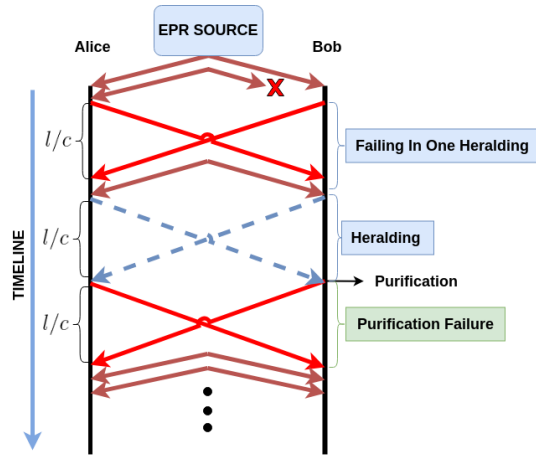 EPR SOURCE
Alice
Bob
X
l/c
Failing In One Heralding
l/c
Heralding
Purification
l/c
Purification Failure
TIMELINE